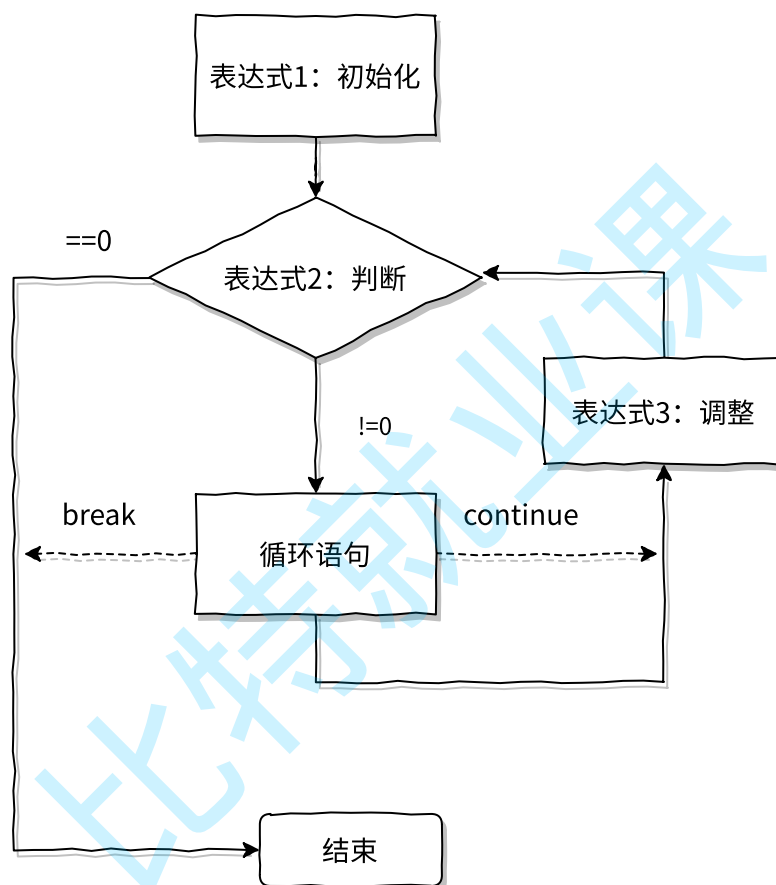 表达式1：初始化
==0
表达式2：判断
表达式3：调整
!=0
break
continue
循环语句
结束
比特就业课